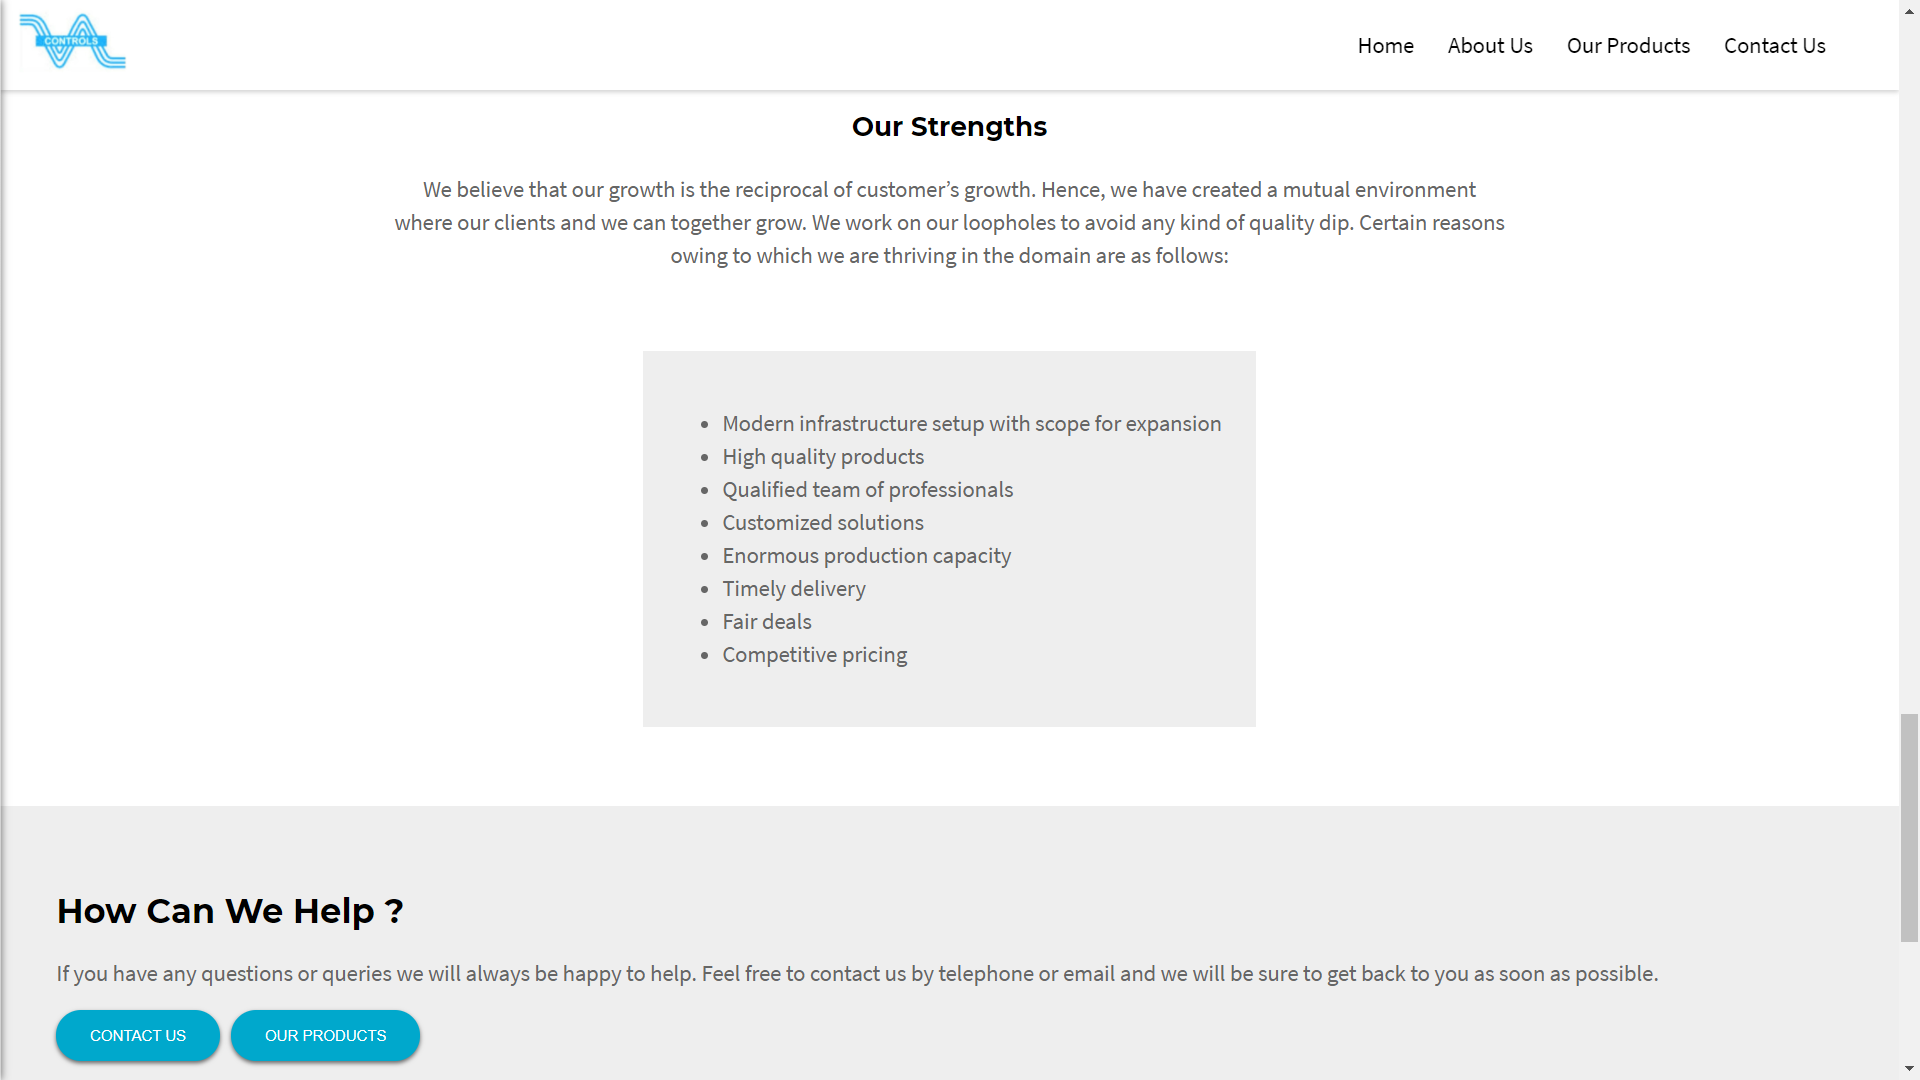 CONTROLS
Home
About Us
Our Products
Contact Us
Our Strengths
We believe that our growth is the reciprocal of customer’s growth. Hence, we have created a mutual environment
where our clients and we can together grow. We work on our loopholes to avoid any kind of quality dip. Certain reasons
owing to which we are thriving in the domain are as follows:
• Modern infrastructure setup with scope for expansion
• High quality products
• Qualified team of professionals
• Customized solutions
• Enormous production capacity
• Timely delivery
• Fair deals
• Competitive pricing
How Can We Help ?
If you have any questions or queries we will always be happy to help. Feel free to contact us by telephone or email and we will be sure to get back to you as soon as possible.
CONTACT US
OUR PRODUCTS